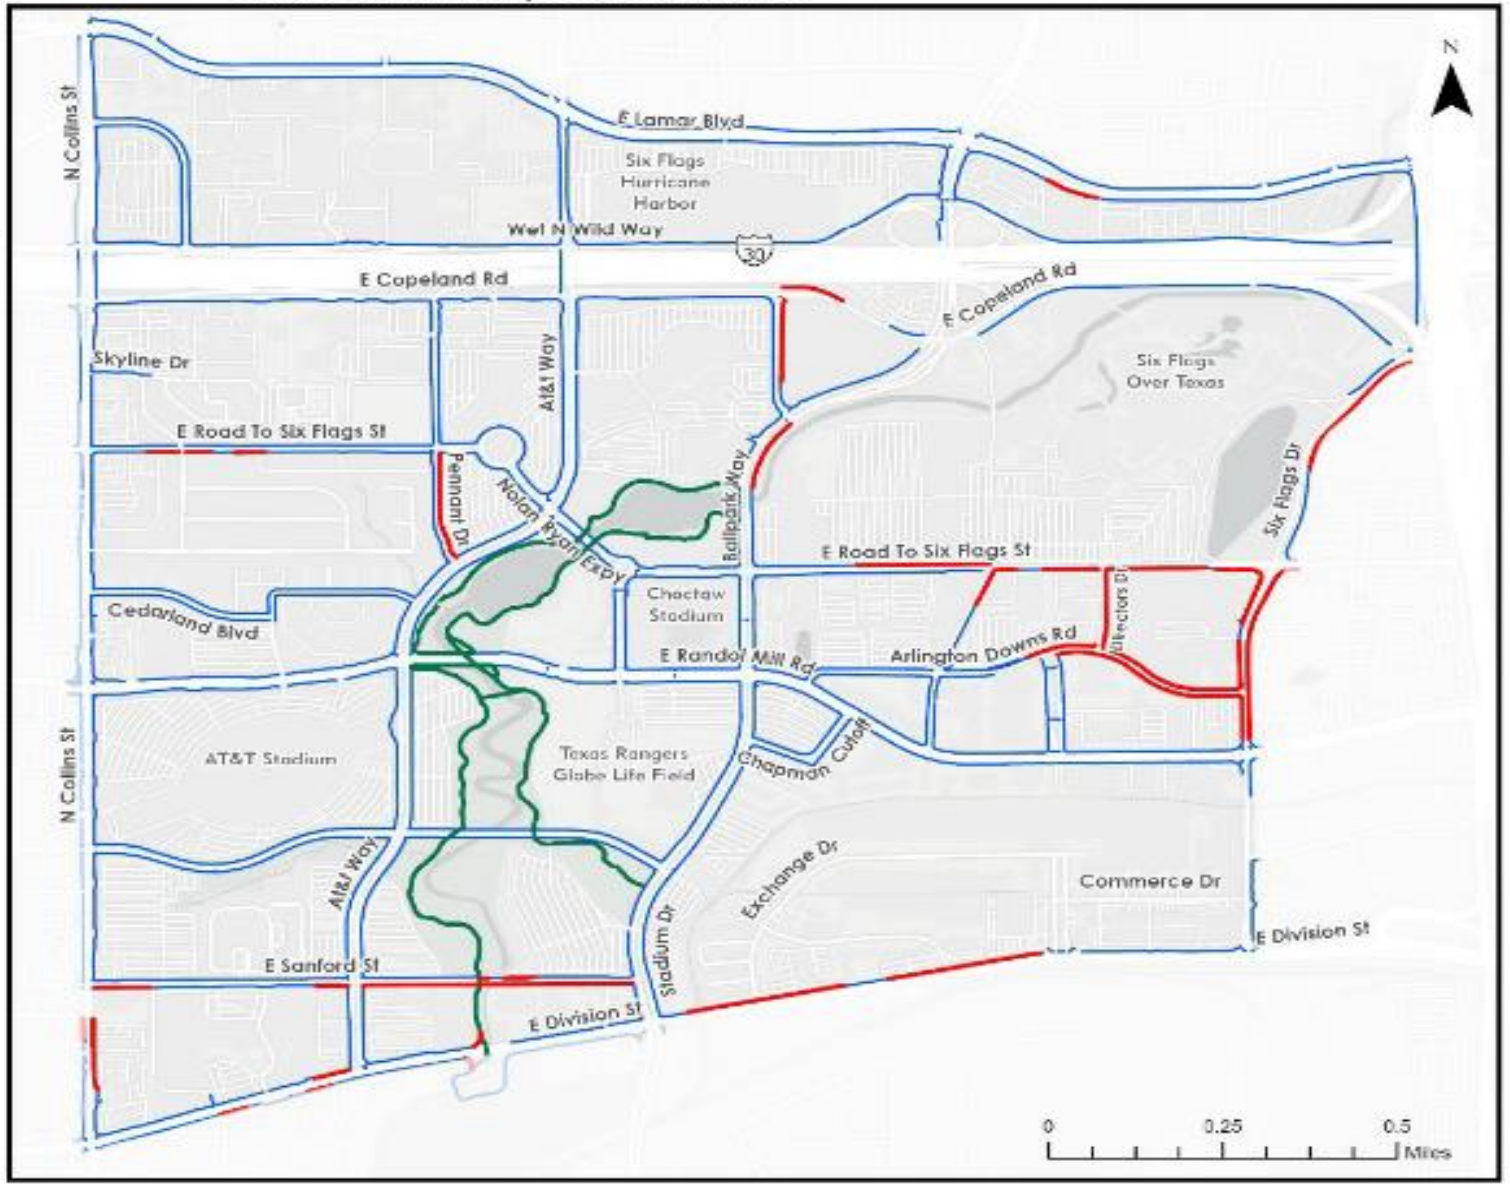 N
N Collins St
E Lamar Blvd
Six Flags
Hurricane
Harbor
Wet N Wild Way
30
E Copeland Rd
E Copeland Rd
Skyline Dr
At&t Way
Six Flags
Over Texas
E Road To Six Flags St
Pennant Dr
Nolan Ryan Expy
Ballpark Way
Six Flags Dr
E Road To Six Flags St
Cedarland Blvd
Choctaw
Stadium
E Randol Mill Rd
Arlington Downs Rd
N Collins St
AT&T Stadium
Texas Rangers
Globe Life Field
Chapman Cutoff
At&t Way
Exchange Dr
Commerce Dr
E Division St
Stadium Dr
E Sanford St
E Division St
0 0.25 0.5
Miles